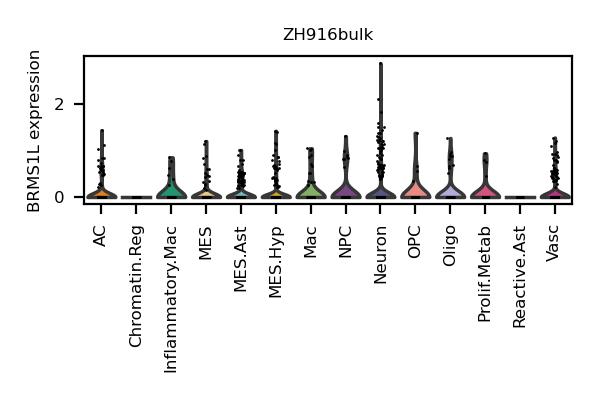 ZH916bulk
BRMS1L expression
2
0
AC
Chromatin.Reg
Inflammatory.Mac
MES
MES.Ast
MES.Hyp
Mac
NPC
Neuron
OPC
Oligo
Prolif.Metab
Reactive.Ast
Vasc